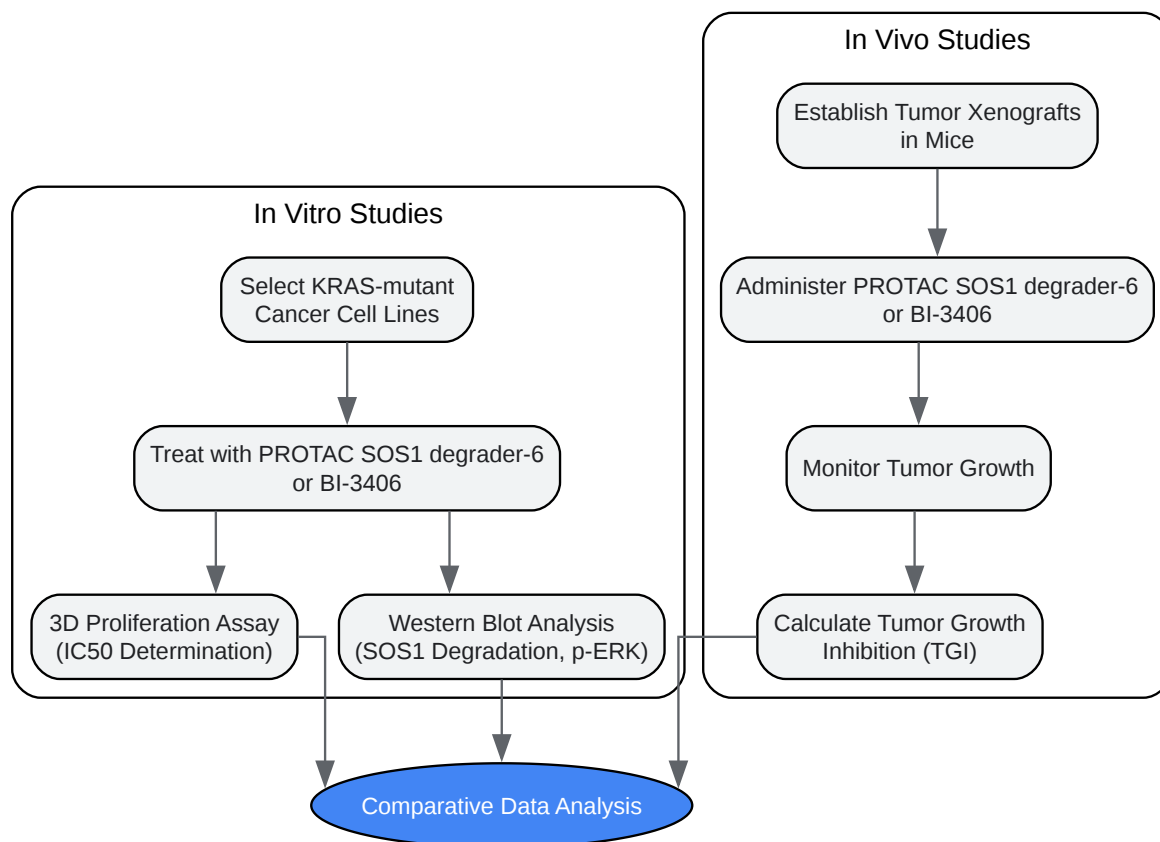 In Vivo Studies
Establish Tumor Xenografts
in Mice
Administer PROTAC SOS1 degrader-6
or BI-3406
Monitor Tumor Growth
Calculate Tumor Growth
Inhibition (TGI)
In Vitro Studies
Select KRAS-mutant
Cancer Cell Lines
Treat with PROTAC SOS1 degrader-6
or BI-3406
3D Proliferation Assay
(IC50 Determination)
Western Blot Analysis
(SOS1 Degradation, p-ERK)
Comparative Data Analysis